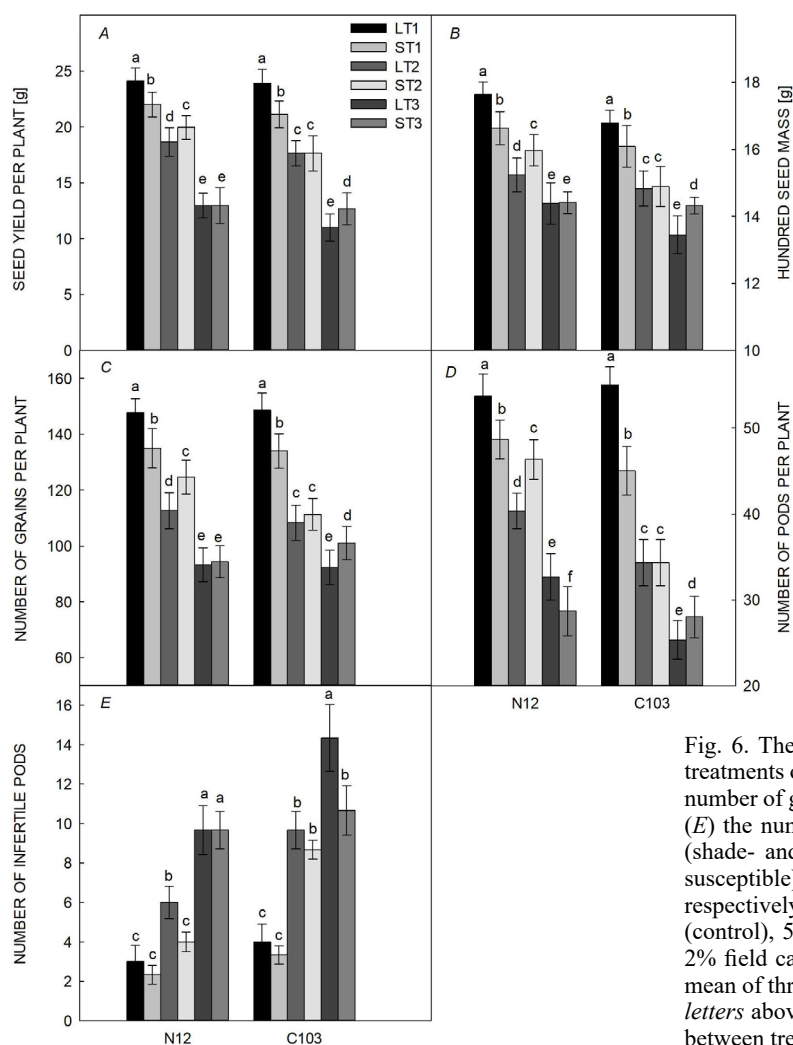 A
LT1
ST1
LT2
ST2
LT3
ST3
SEED YIELD PER PLANT [g]
25
20
15
10
5
0
a
b
d
c
e
e
a
b
c
c
e
d
B
HUNDRED SEED MASS [g]
18
16
14
12
10
a
b
d
c
e
e
a
b
c
c
e
d
C
NUMBER OF GRAINS PER PLANT
160
140
120
100
80
60
a
b
d
c
e
e
a
b
c
c
e
d
D
NUMBER OF PODS PER PLANT
50
40
30
20
a
b
d
c
e
f
a
b
c
c
e
d
N12
C103
E
NUMBER OF INFERTILE PODS
16
14
12
10
8
6
4
2
0
c
c
b
c
a
a
c
c
b
b
a
b
N12
C103
Fig. 6. The
treatments o
number of g
(E) the num
(shade- and
susceptible)
respectively
(control), 5
2% field ca
mean of thr
letters abov
between tre